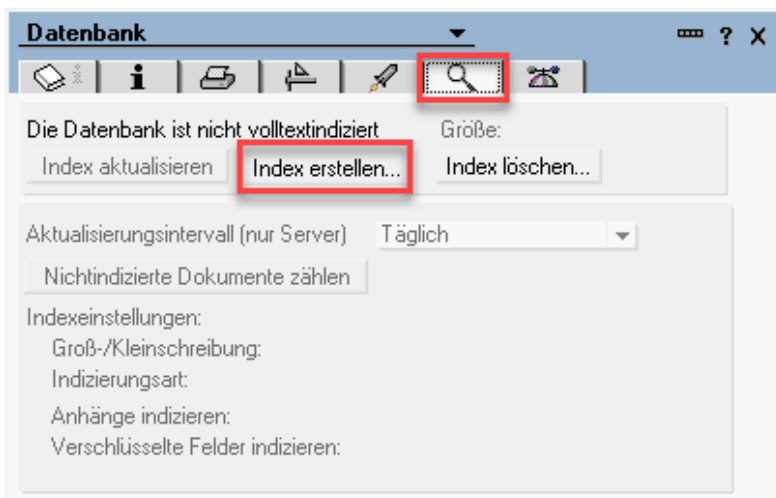 Datenbank ?
i i
Die Datenbank ist nicht volltextindiziert Größe:
Index aktualisieren Index erstellen... Index löschen...
Aktualisierungsintervall (nur Server) Täglich
Nichtindizierte Dokumente zählen
Indexeinstellungen:
Groß-/Kleinschreibung:
Indizierungsart:
Anhänge indizieren:
Verschlüsselte Felder indizieren: